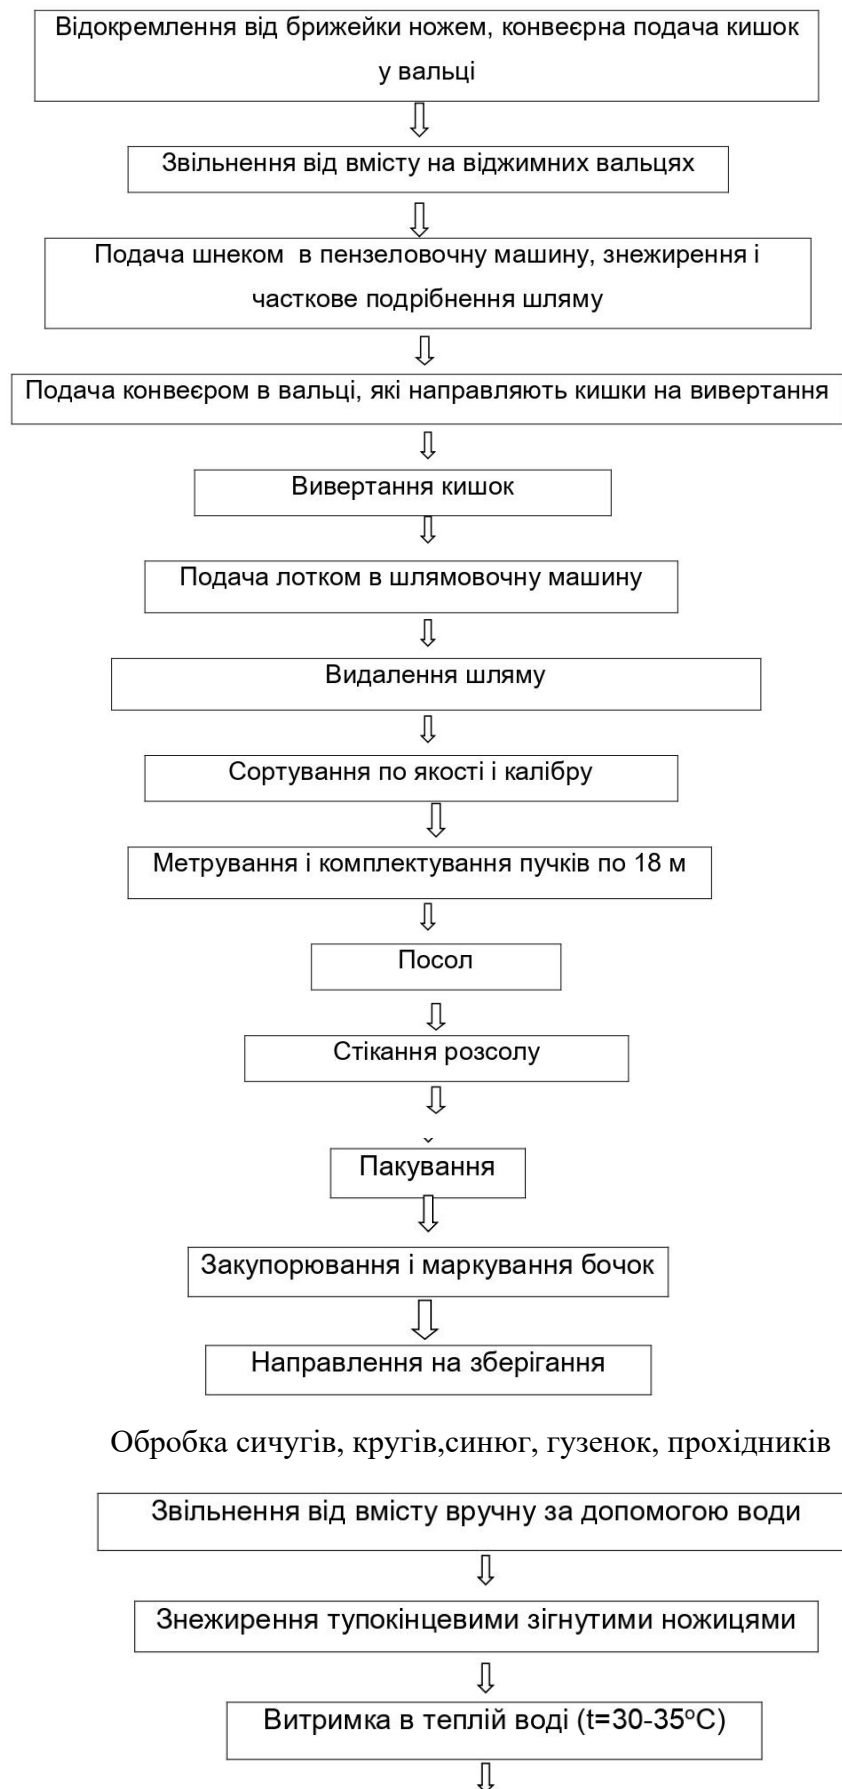 Відокремлення від брижейки ножем, конвеєрна подача кишок
у вальці
Звільнення від вмісту на віджимних вальцях
Подача шнеком в пензеловочну машину, знежирення і
часткове подрібнення шляму
Подача конвеєром в вальці, які направляють кишки на вивертання
Вивертання кишок
Подача лотком в шлямовочну машину
Видалення шляму
Сортування по якості і калібру
Метрування і комплектування пучків по 18 м
Посол
Стікання розсолу
Пакування
Закупорювання і маркування бочок
Направлення на зберігання
Обробка сичугів, кругів,синюг, гузенок, прохідників
Звільнення від вмісту вручну за допомогою води
Знежирення тупокінцевими зігнутими ножицями
Витримка в теплій воді (t=30-35°С)